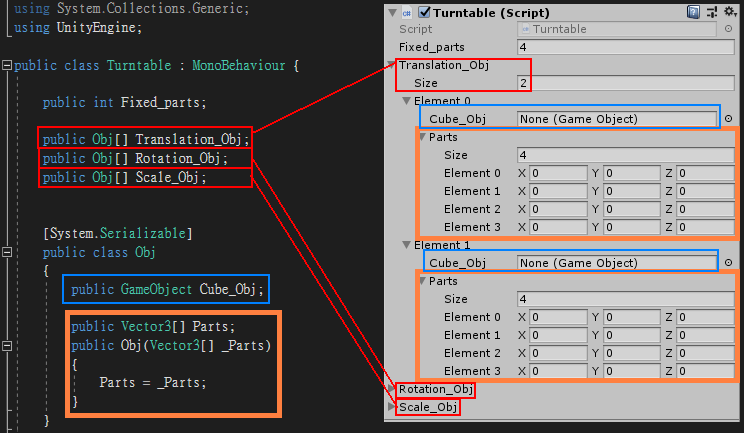 using System.Collections.Generic;
using UnityEngine;
public class Turntable : MonoBehaviour {
public int Fixed_parts;
public Obj[] Translation_Obj;
public Obj[] Rotation_Obj;
public Obj[] Scale_Obj;
[System.Serializable]
public class Obj
{
public GameObject Cube_Obj;
public Vector3[] Parts;
public Obj(Vector3[] _Parts)
{
Parts = _Parts;
}
}
Turntable (Script)
Script Turntable
Fixed_parts 4
Translation_Obj
Size 2
Element 0
Cube_Obj None (Game Object)
Parts
Size 4
Element 0 X 0 Y 0 Z 0
Element 1 X 0 Y 0 Z 0
Element 2 X 0 Y 0 Z 0
Element 3 X 0 Y 0 Z 0
Element 1
Cube_Obj None (Game Object)
Parts
Size 4
Element 0 X 0 Y 0 Z 0
Element 1 X 0 Y 0 Z 0
Element 2 X 0 Y 0 Z 0
Element 3 X 0 Y 0 Z 0
Rotation_Obj
Scale_Obj